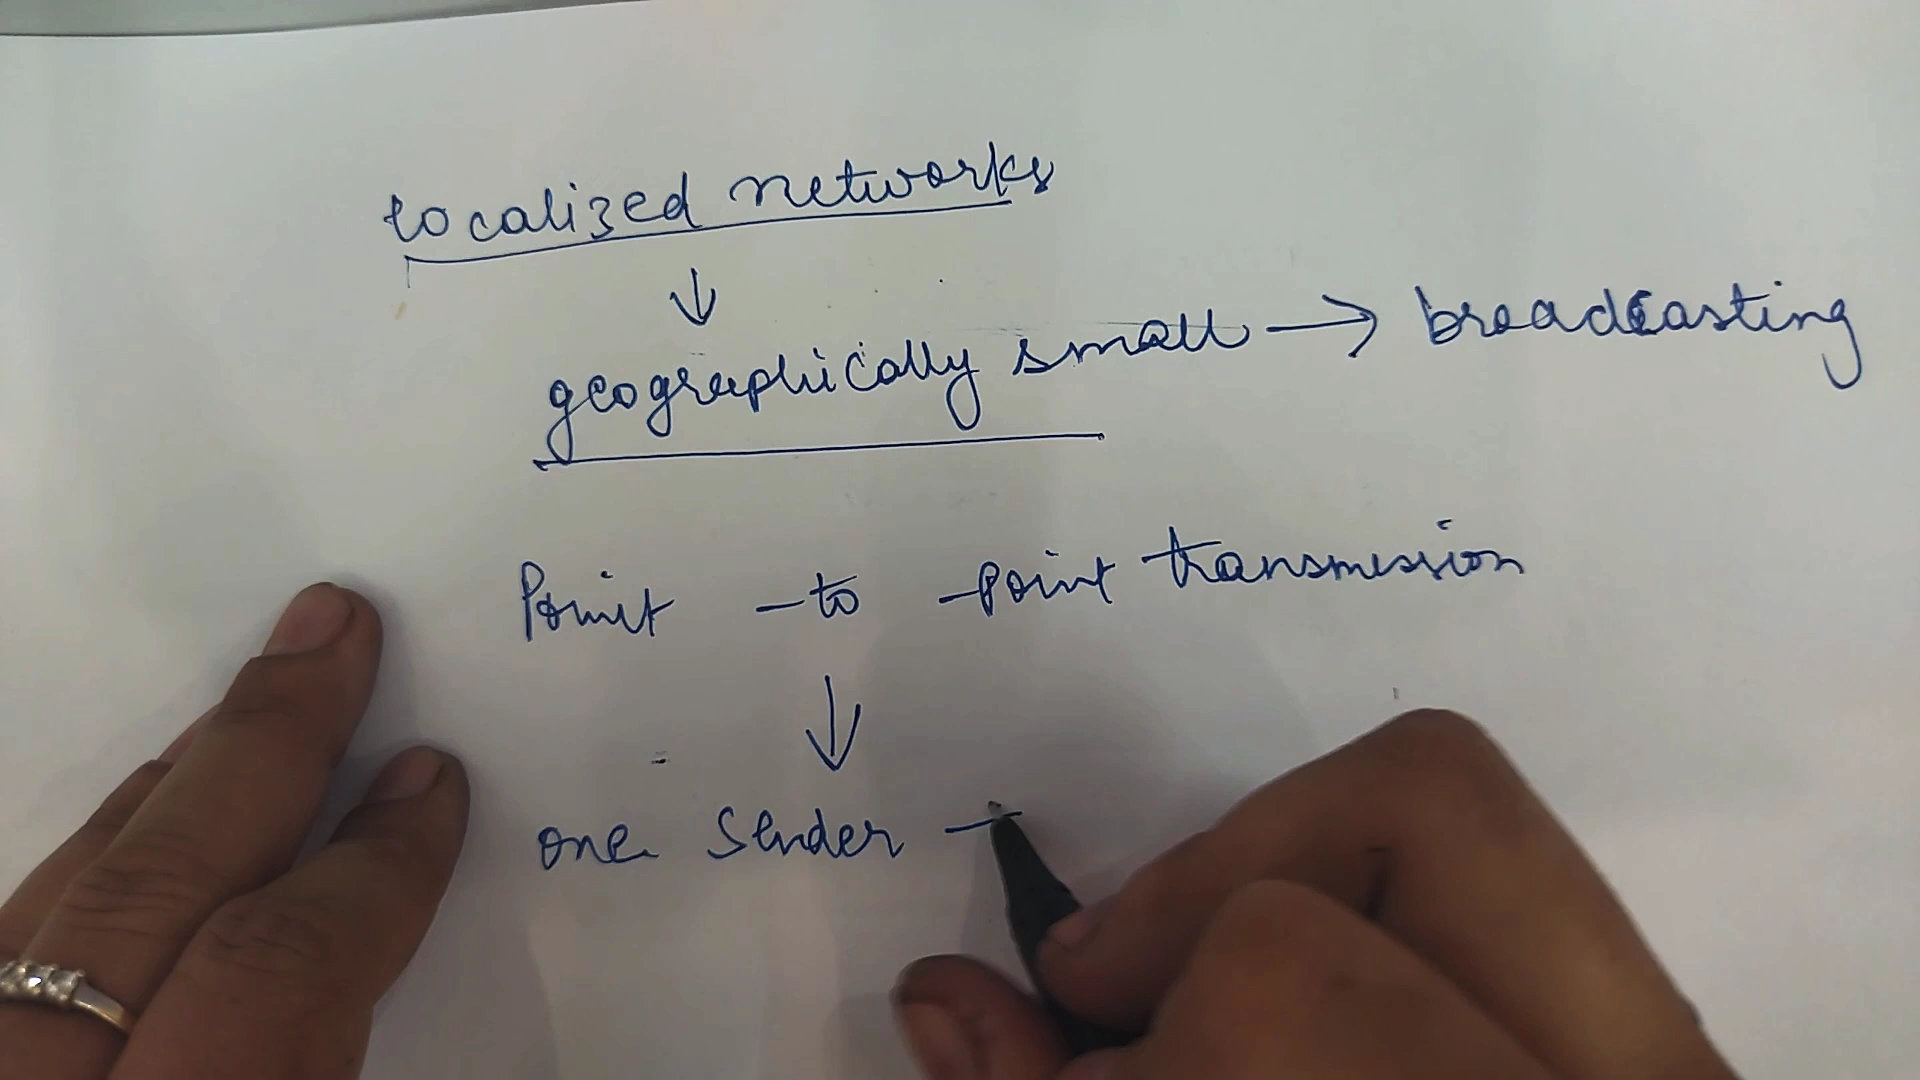 localized networks
↓
geographically small → broadcasting
Point -to -point transmission
↓
one sender -